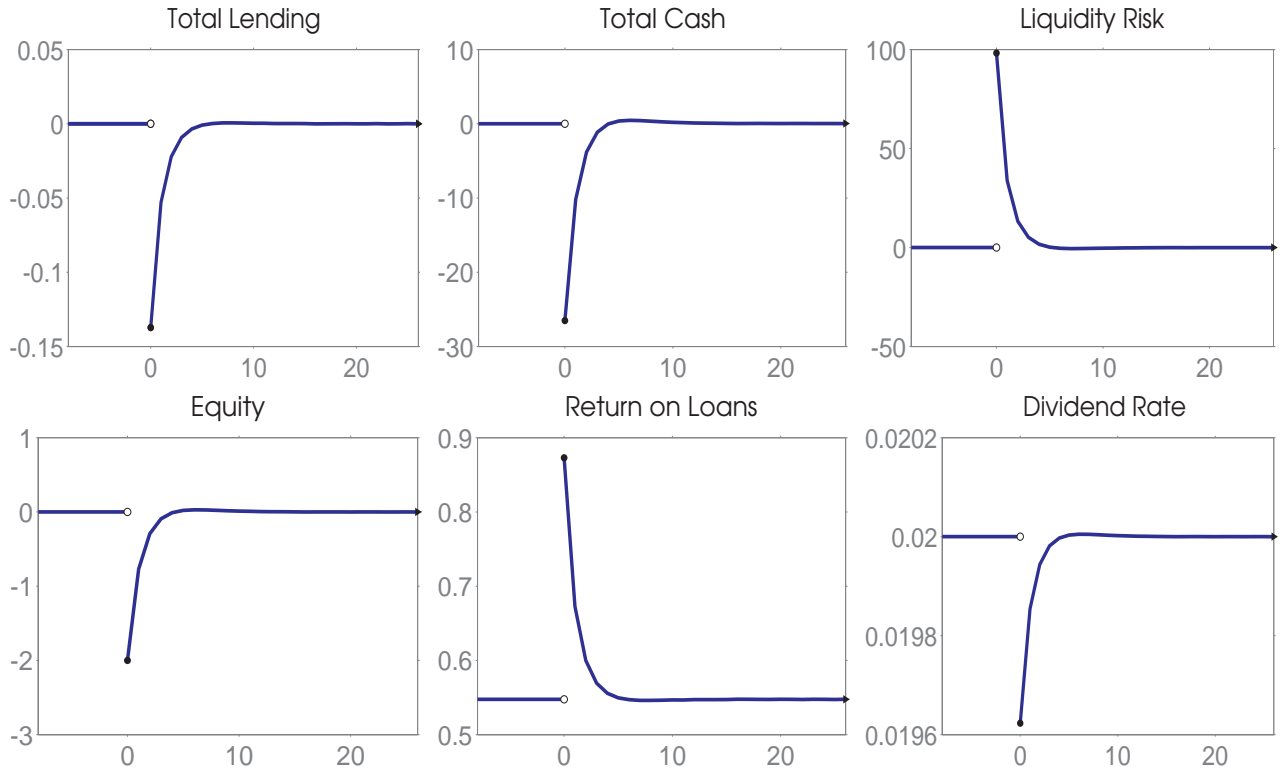 Total Lending Total Cash Liquidity Risk
0.05 10 100
0 0 50
-0.05 -10 0
-0.1 -20
-0.15 -30 -50
0 10 20 0 10 20 0 10 20
Equity Return on Loans Dividend Rate
1 0.9 0.0202
0 0.8 0.02
-1 0.7
-2 0.6 0.0198
-3 0.5 0.0196
0 10 20 0 10 20 0 10 20